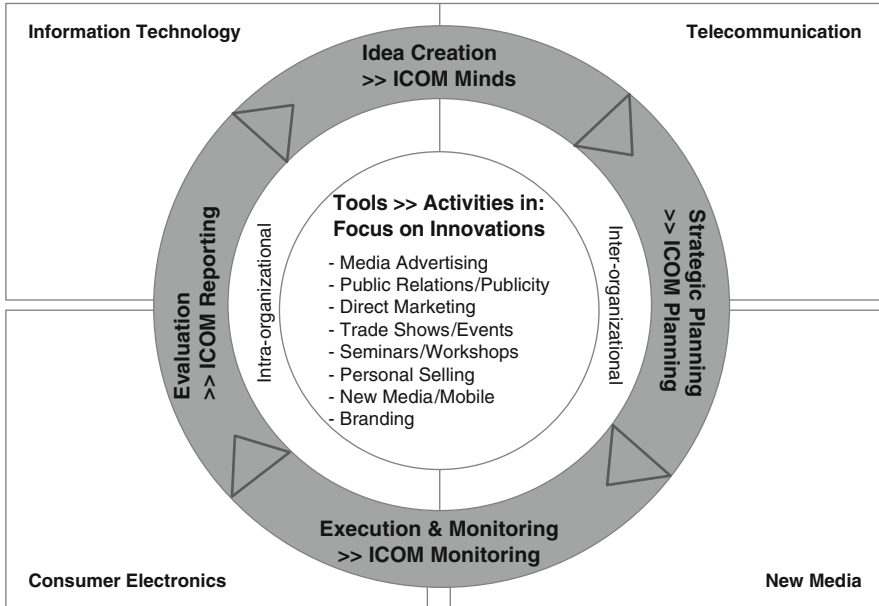 Information Technology
Telecommunication
Idea Creation
>> ICOM Minds
Strategic Planning
>> ICOM Planning
Execution & Monitoring
>> ICOM Monitoring
Evaluation
>> ICOM Reporting
Intra-organizational
Inter-organizational
Tools >> Activities in:
Focus on Innovations
- Media Advertising
- Public Relations/Publicity
- Direct Marketing
- Trade Shows/Events
- Seminars/Workshops
- Personal Selling
- New Media/Mobile
- Branding
Consumer Electronics
New Media